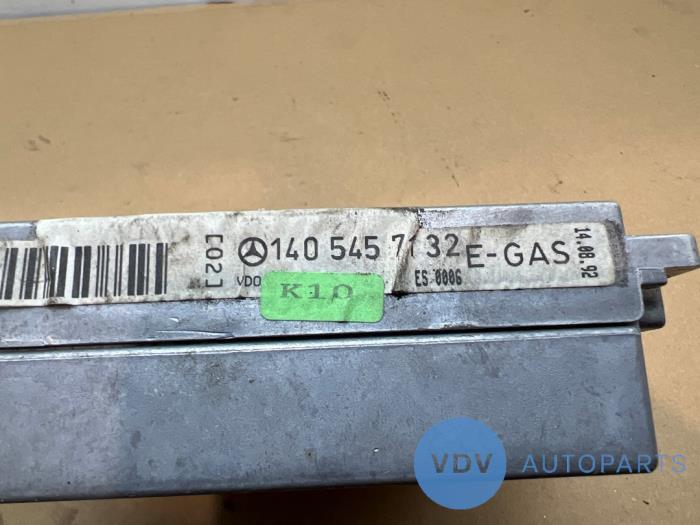 [02]
140 545 7132 E-GAS
14.08.92
VDO
ES 0006
K10
VDV AUTOPARTS